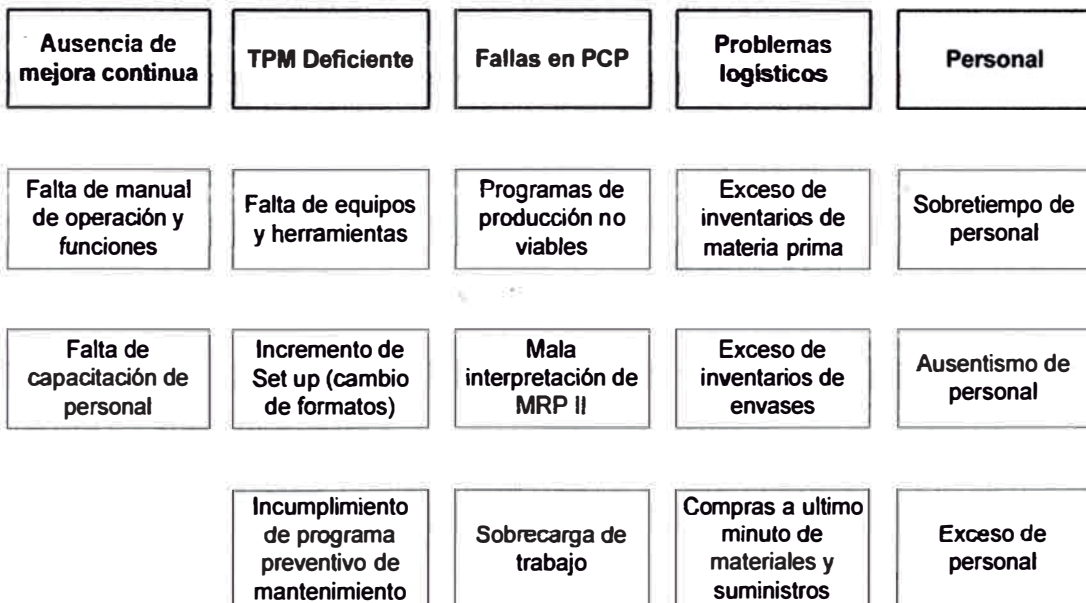 Ausencia de
mejora continua
TPM Deficiente
Fallas en PCP
Problemas
logísticos
Personal
Falta de manual
de operación y
funciones
Falta de equipos
y herramientas
Programas de
producción no
viables
Exceso de
inventarios de
materia prima
Sobretiempo de
personal
Falta de
capacitación de
personal
Incremento de
Set up (cambio
de formatos)
Mala
interpretación de
MRP II
Exceso de
inventarios de
envases
Ausentismo de
personal
Incumplimiento
de programa
preventivo de
mantenimiento
Sobrecarga de
trabajo
Compras a ultimo
minuto de
materiales y
suministros
Exceso de
personal